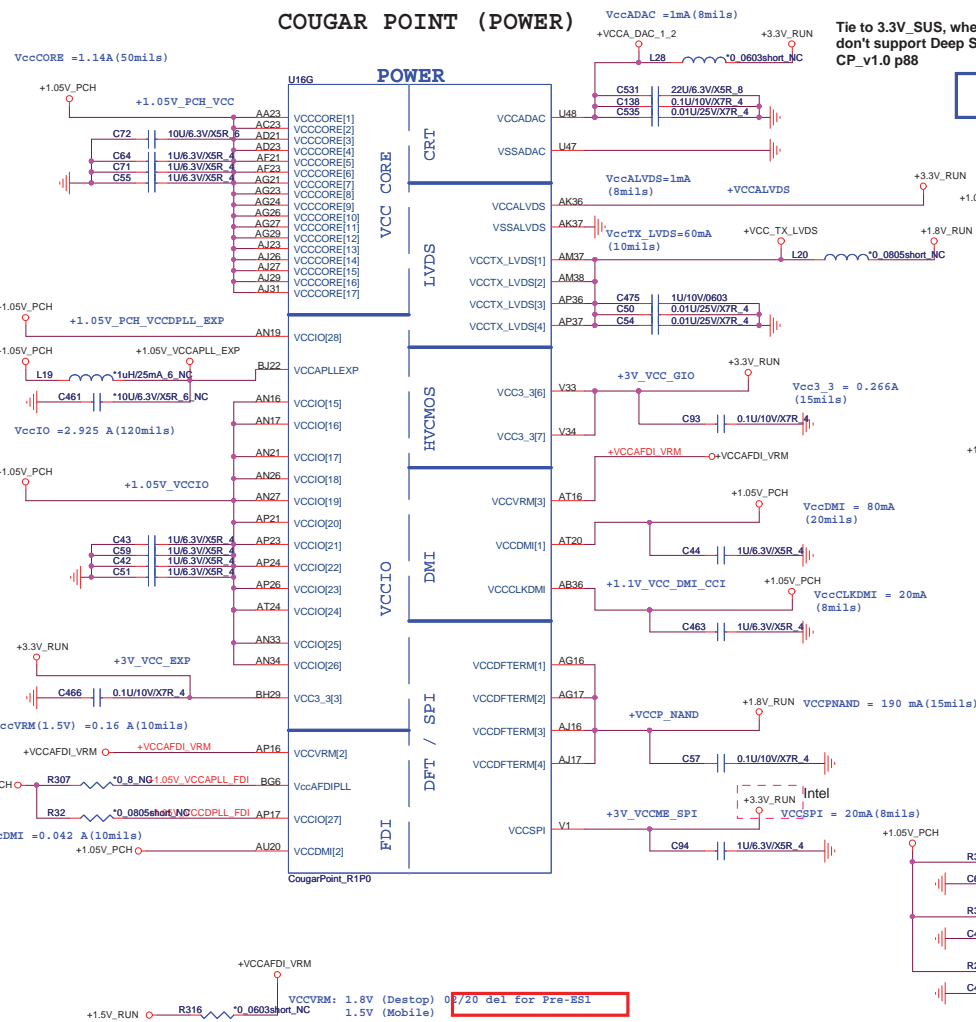 COUGAR POINT (POWER)
VccADAC =1mA(8mils)
+VCCA_DAC_1_2
+3.3V_RUN
L28
*0_0603short_NC
Tie to 3.3V_SUS, whe
don't support Deep S
CP_v1.0 p88
VccCORE =1.14A(50mils)
+1.05V_PCH
+1.05V_PCH_VCC
U16G
POWER
C531 22U/6.3V/X5R_8
C138 0.1U/10V/X7R_4
C535 0.01U/25V/X7R_4
AA23 VCCCORE[1]
AC23 VCCCORE[2]
AD21 VCCCORE[3]
AD23 VCCCORE[4]
AF21 VCCCORE[5]
AF23 VCCCORE[6]
AG21 VCCCORE[7]
AG23 VCCCORE[8]
AG24 VCCCORE[9]
AG26 VCCCORE[10]
AG27 VCCCORE[11]
AG29 VCCCORE[12]
AJ23 VCCCORE[13]
AJ26 VCCCORE[14]
AJ27 VCCCORE[15]
AJ29 VCCCORE[16]
AJ31 VCCCORE[17]
C72 10U/6.3V/X5R_6
C64 1U/6.3V/X5R_4
C71 1U/6.3V/X5R_4
C55 1U/6.3V/X5R_4
VCC CORE
CRT
VCCADAC U48
VSSADAC U47
VccALVDS=1mA
(8mils)
+VCCALVDS
+3.3V_RUN
+1.0
LVDS
VCCALVDS AK36
VSSALVDS AK37
VccTX_LVDS=60mA
(10mils)
+VCC_TX_LVDS
L20
*0_0805short_NC
+1.8V_RUN
VCCTX_LVDS[1] AM37
VCCTX_LVDS[2] AM38
VCCTX_LVDS[3] AP36
VCCTX_LVDS[4] AP37
C475 1U/10V/0603
C50 0.01U/25V/X7R_4
C54 0.01U/25V/X7R_4
+1.05V_PCH
+1.05V_PCH_VCCDPLL_EXP
AN19 VCCIO[28]
+1.05V_PCH
+1.05V_VCCAPLL_EXP
L19 *1uH/25mA_6_NC
BJ22 VCCAPLLEXP
C461 *10U/6.3V/X5R_6_NC
VccIO =2.925 A(120mils)
+1.05V_PCH
+1.05V_VCCIO
AN16 VCCIO[15]
AN17 VCCIO[16]
AN21 VCCIO[17]
AN26 VCCIO[18]
AN27 VCCIO[19]
AP21 VCCIO[20]
AP23 VCCIO[21]
AP24 VCCIO[22]
AP26 VCCIO[23]
AT24 VCCIO[24]
AN33 VCCIO[25]
AN34 VCCIO[26]
C43 1U/6.3V/X5R_4
C59 1U/6.3V/X5R_4
C42 1U/6.3V/X5R_4
C51 1U/6.3V/X5R_4
VCCIO
HVCMOS
VCC3_3[6] V33
VCC3_3[7] V34
+3V_VCC_GIO
+3.3V_RUN
Vcc3_3 = 0.266A
(15mils)
C93 0.1U/10V/X7R_4
+1
+VCCAFDI_VRM
+VCCAFDI_VRM
VCCVRM[3] AT16
DMI
VCCDMI[1] AT20
+1.05V_PCH
VccDMI = 80mA
(20mils)
C44 1U/6.3V/X5R_4
VCCCLKDMI AB36
+1.1V_VCC_DMI_CCI
+1.05V_PCH
VccCLKDMI = 20mA
(8mils)
C463 1U/6.3V/X5R_4
+3.3V_RUN
+3V_VCC_EXP
C466 0.1U/10V/X7R_4
BH29 VCC3_3[3]
DFT / SPI
VCCDFTERM[1] AG16
VCCDFTERM[2] AG17
VCCDFTERM[3] AJ16
VCCDFTERM[4] AJ17
+VCCP_NAND
+1.8V_RUN
VCCPNAND = 190 mA(15mils)
C57 0.1U/10V/X7R_4
ccVRM(1.5V) =0.16 A(10mils)
+VCCAFDI_VRM
+VCCAFDI_VRM
AP16 VCCVRM[2]
CH
R307 *0_8_NC
+1.05V_VCCAPLL_FDI
BG6 VccAFDIPLL
R32 *0_0805short_NC
VCCDPLL_FDI
AP17 VCCIO[27]
cDMI =0.042 A(10mils)
+1.05V_PCH
AU20 VCCDMI[2]
FDI
Intel
+3.3V_RUN
VCCSPI V1
+3V_VCCME_SPI
VCCSPI = 20mA(8mils)
C94 1U/6.3V/X5R_4
CougarPoint_R1P0
+1.05V_PCH
R3
C6
R3
C4
R2
C4
+VCCAFDI_VRM
+1.5V_RUN
R316 *0_0603short_NC
VCCVRM: 1.8V (Destop) 02/20 del for Pre-ES1
1.5V (Mobile)